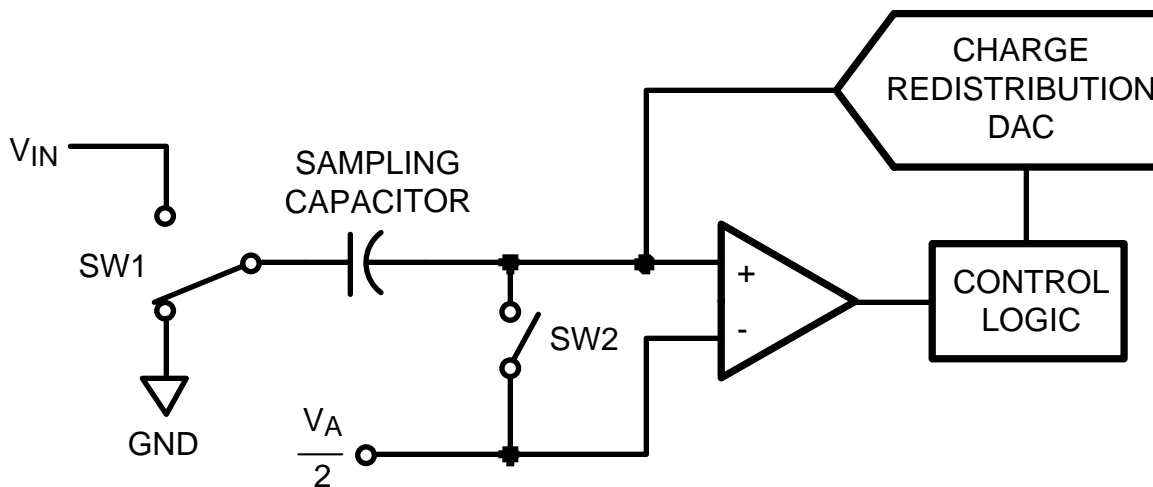 CHARGE
REDISTRIBUTION
DAC
VIN
SAMPLING
CAPACITOR
SW1
+
-
CONTROL
LOGIC
SW2
GND
VA
2